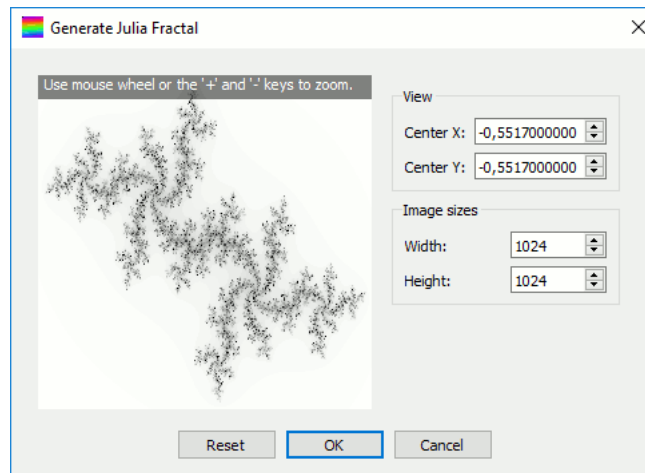 Generate Julia Fractal
Use mouse wheel or the '+' and '-' keys to zoom.
View
Center X: -0,5517000000
Center Y: -0,5517000000
Image sizes
Width: 1024
Height: 1024
Reset OK Cancel